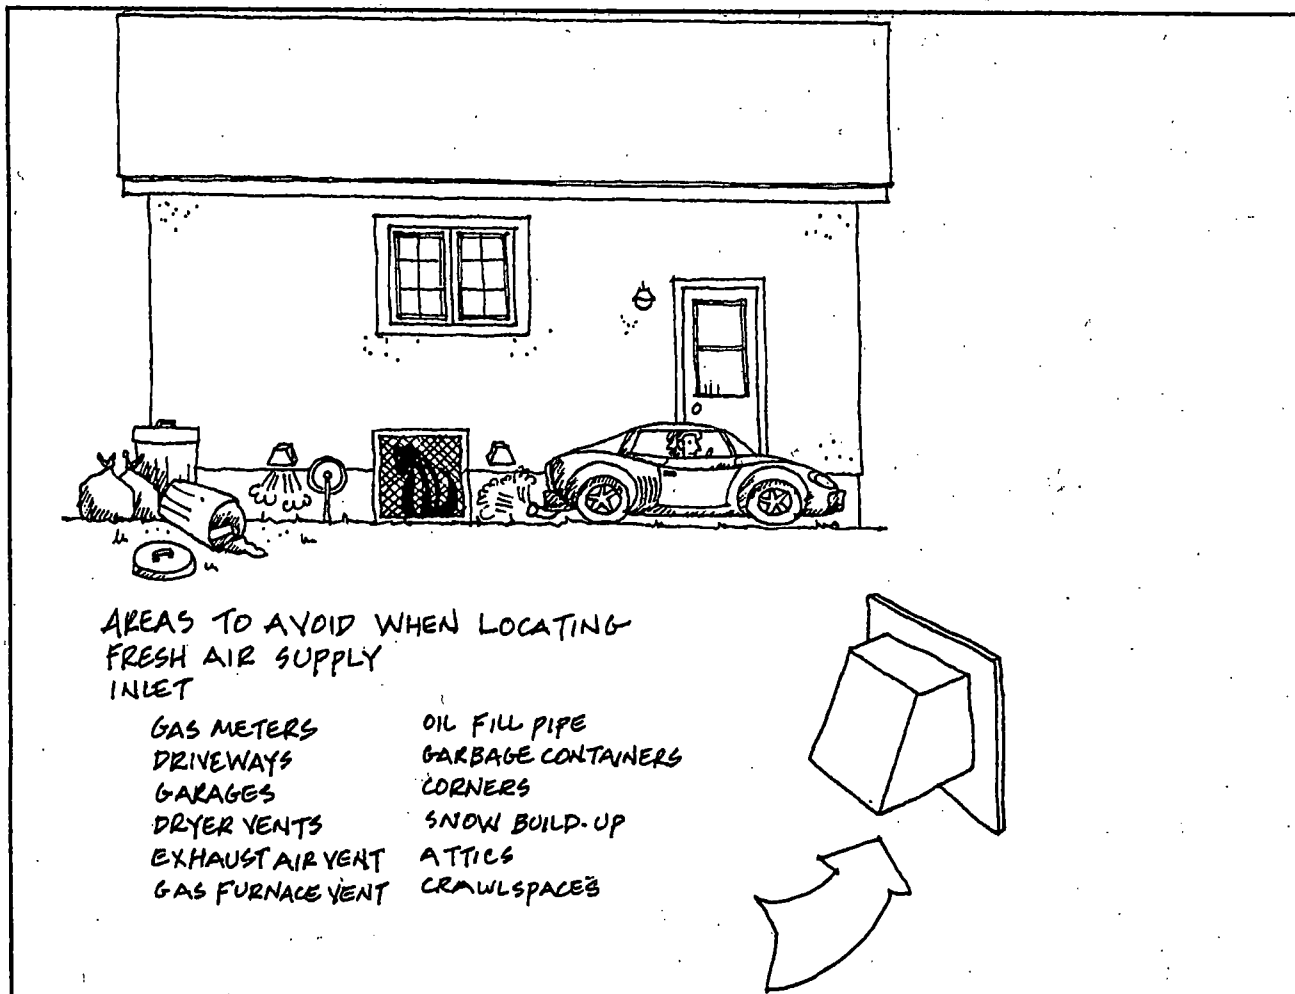 AREAS TO AVOID WHEN LOCATING
FRESH AIR SUPPLY
INLET
GAS METERS
DRIVEWAYS
GARAGES
DRYER VENTS
EXHAUST AIR VENT
GAS FURNACE VENT
OIL FILL PIPE
GARBAGE CONTAINERS
CORNERS
SNOW BUILD-UP
ATTICS
CRAWLSPACES